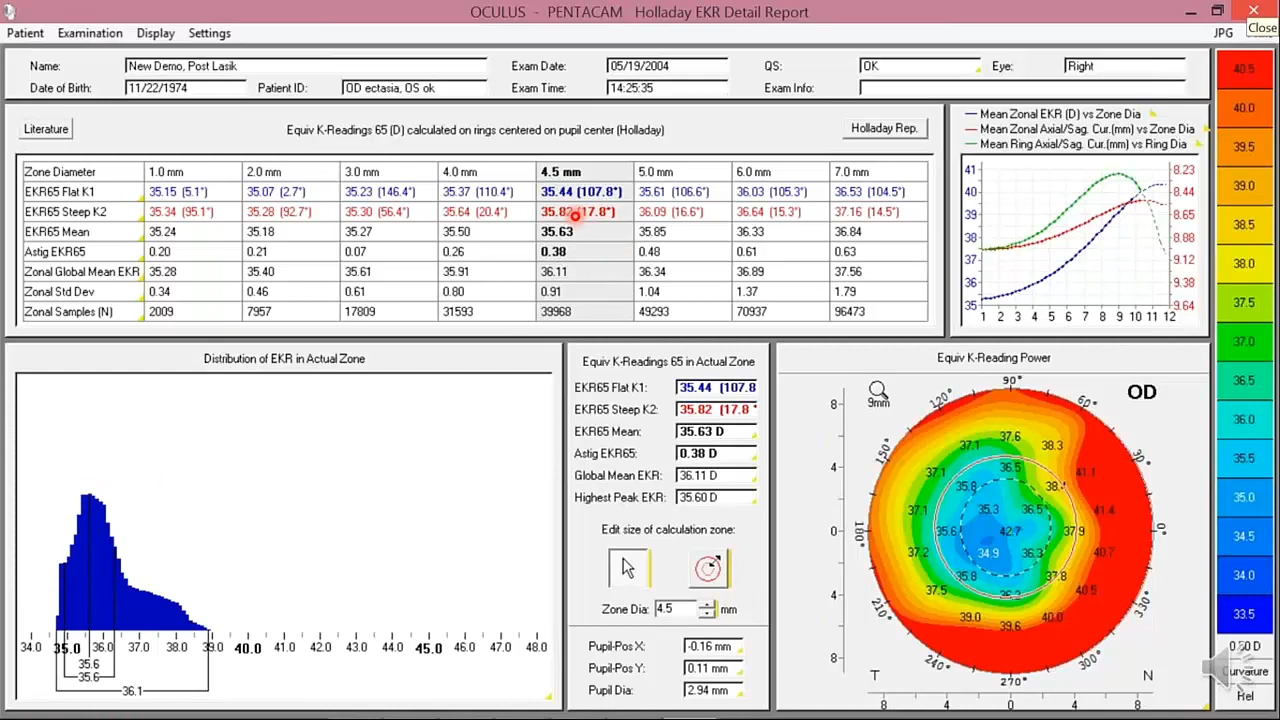 OCULUS - PENTACAM Holladay EKR Detail Report
Close
Patient Examination Display Settings JPG
Name: New Demo, Post Lasik Exam Date: 05/19/2004 QS: OK Eye: Right
Date of Birth: 11/22/1974 Patient ID: OD ectasia, OS ok Exam Time: 14:25:35 Exam Info:
Literature Equiv K-Readings 65 (D) calculated on rings centered on pupil center (Holladay) Holladay Rep.
Zone Diameter 1.0 mm 2.0 mm 3.0 mm 4.0 mm 4.5 mm 5.0 mm 6.0 mm 7.0 mm
EKR65 Flat K1 35.15 (5.1°) 35.07 (2.7°) 35.23 (146.4°) 35.37 (110.4°) 35.44 (107.8°) 35.61 (106.6°) 36.03 (105.3°) 36.53 (104.5°)
EKR65 Steep K2 35.34 (95.1°) 35.28 (92.7°) 35.30 (56.4°) 35.64 (20.4°) 35.82 (17.8°) 36.09 (16.6°) 36.64 (15.3°) 37.16 (14.5°)
EKR65 Mean 35.24 35.18 35.27 35.50 35.63 35.85 36.33 36.84
Astig EKR65 0.20 0.21 0.07 0.26 0.38 0.48 0.61 0.63
Zonal Global Mean EKR 35.28 35.40 35.61 35.91 36.11 36.34 36.89 37.56
Zonal Std Dev 0.34 0.46 0.61 0.80 0.91 1.04 1.37 1.79
Zonal Samples (N) 2009 7957 17809 31593 39968 49293 70937 96473
Mean Zonal EKR (D) vs Zone Dia
Mean Zonal Axial/Sag. Cur.(mm) vs Zone Dia
Mean Ring Axial/Sag. Cur.(mm) vs Ring Dia
41 8.23
40 8.44
39 8.65
38 8.88
37 9.12
36 9.38
35 9.64
1 2 3 4 5 6 7 8 9 10 11 12
Distribution of EKR in Actual Zone
34.0 35.0 36.0 37.0 38.0 39.0 40.0 41.0 42.0 43.0 44.0 45.0 46.0 47.0 48.0
35.6
35.6
36.1
Equiv K-Readings 65 in Actual Zone
EKR65 Flat K1: 35.44 (107.8
EKR65 Steep K2: 35.82 (17.8 °
EKR65 Mean: 35.63 D
Astig EKR65: 0.38 D
Global Mean EKR: 36.11 D
Highest Peak EKR: 35.60 D
Edit size of calculation zone:
Zone Dia: 4.5 mm
Pupil-Pos X: -0.16 mm
Pupil-Pos Y: 0.11 mm
Pupil Dia: 2.94 mm
Equiv K-Reading Power
9mm
OD
90°
120° 60°
150° 30°
180° 0°
210° 330°
240° 300°
270°
8
4
0
4
8
37.6
37.1 38.3
36.5
37.1 41.1
35.8 38.4
37.1 35.3 36.5 41.4
35.6 42.7 37.9
37.2 34.9 36.3 40.7
35.8 37.8
37.5 36.2 40.5
39.0 40.0
39.6
T N
8 4 0 4 8
40.5
40.0
39.5
39.0
38.5
38.0
37.5
37.0
36.5
36.0
35.5
35.0
34.5
34.0
33.5
Curvature
Rel